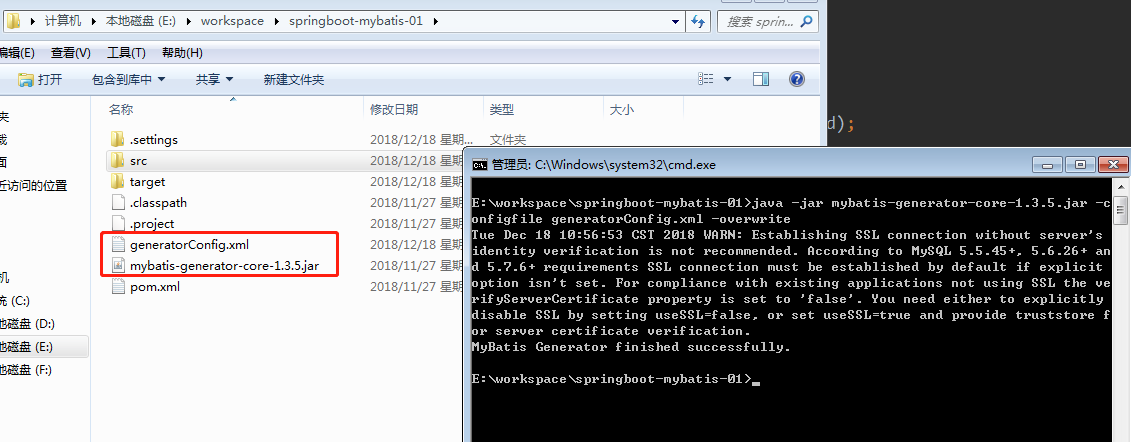 计算机 本地磁盘 (E:) workspace springboot-mybatis-01
搜索 sprin...
编辑(E) 查看(V) 工具(T) 帮助(H)
打开 包含到库中 共享 新建文件夹
名称 修改日期 类型 大小
.settings 2018/12/18 星期... 文件夹
src 2018/12/18 星期
target 2018/12/18 星期
.classpath 2018/11/27 星期
.project 2018/11/27 星期
generatorConfig.xml 2018/12/18 星期
mybatis-generator-core-1.3.5.jar 2018/11/27 星期
pom.xml 2018/11/27 星期
夹
载
面
近访问的位置
机
统 (C:)
地磁盘 (D:)
地磁盘 (E:)
地磁盘 (F:)
d);
管理员: C:\Windows\system32\cmd.exe
E:\workspace\springboot-mybatis-01>java -jar mybatis-generator-core-1.3.5.jar -c
onfigfile generatorConfig.xml -overwrite
Tue Dec 18 10:56:53 CST 2018 WARN: Establishing SSL connection without server's
identity verification is not recommended. According to MySQL 5.5.45+, 5.6.26+ an
d 5.7.6+ requirements SSL connection must be established by default if explicit
option isn't set. For compliance with existing applications not using SSL the ve
rifyServerCertificate property is set to 'false'. You need either to explicitly
disable SSL by setting useSSL=false, or set useSSL=true and provide truststore f
or server certificate verification.
MyBatis Generator finished successfully.
E:\workspace\springboot-mybatis-01>_